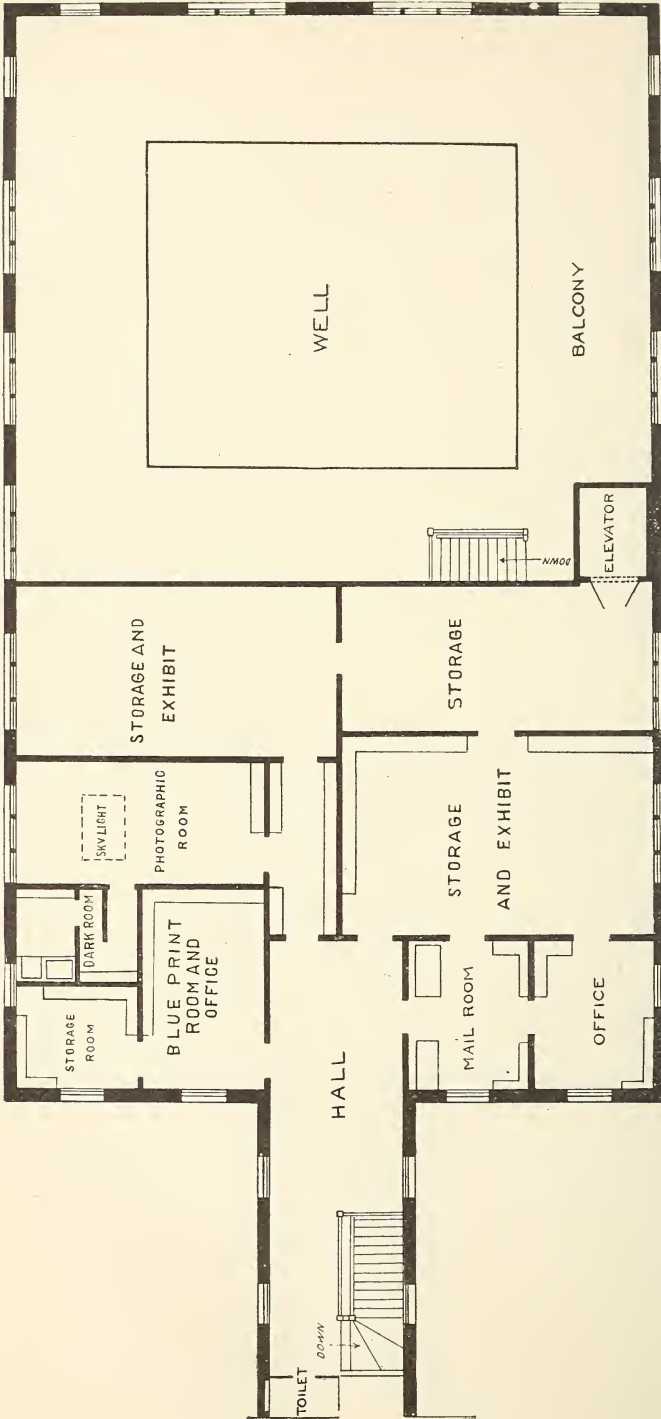 WELL
BALCONY
DOWN
ELEVATOR
STORAGE AND
EXHIBIT
STORAGE
SKYLIGHT
PHOTOGRAPHIC
ROOM
STORAGE
AND EXHIBIT
DARK ROOM
STORAGE
ROOM
BLUE PRINT
ROOM AND
OFFICE
MAIL ROOM
OFFICE
HALL
DOWN
TOILET